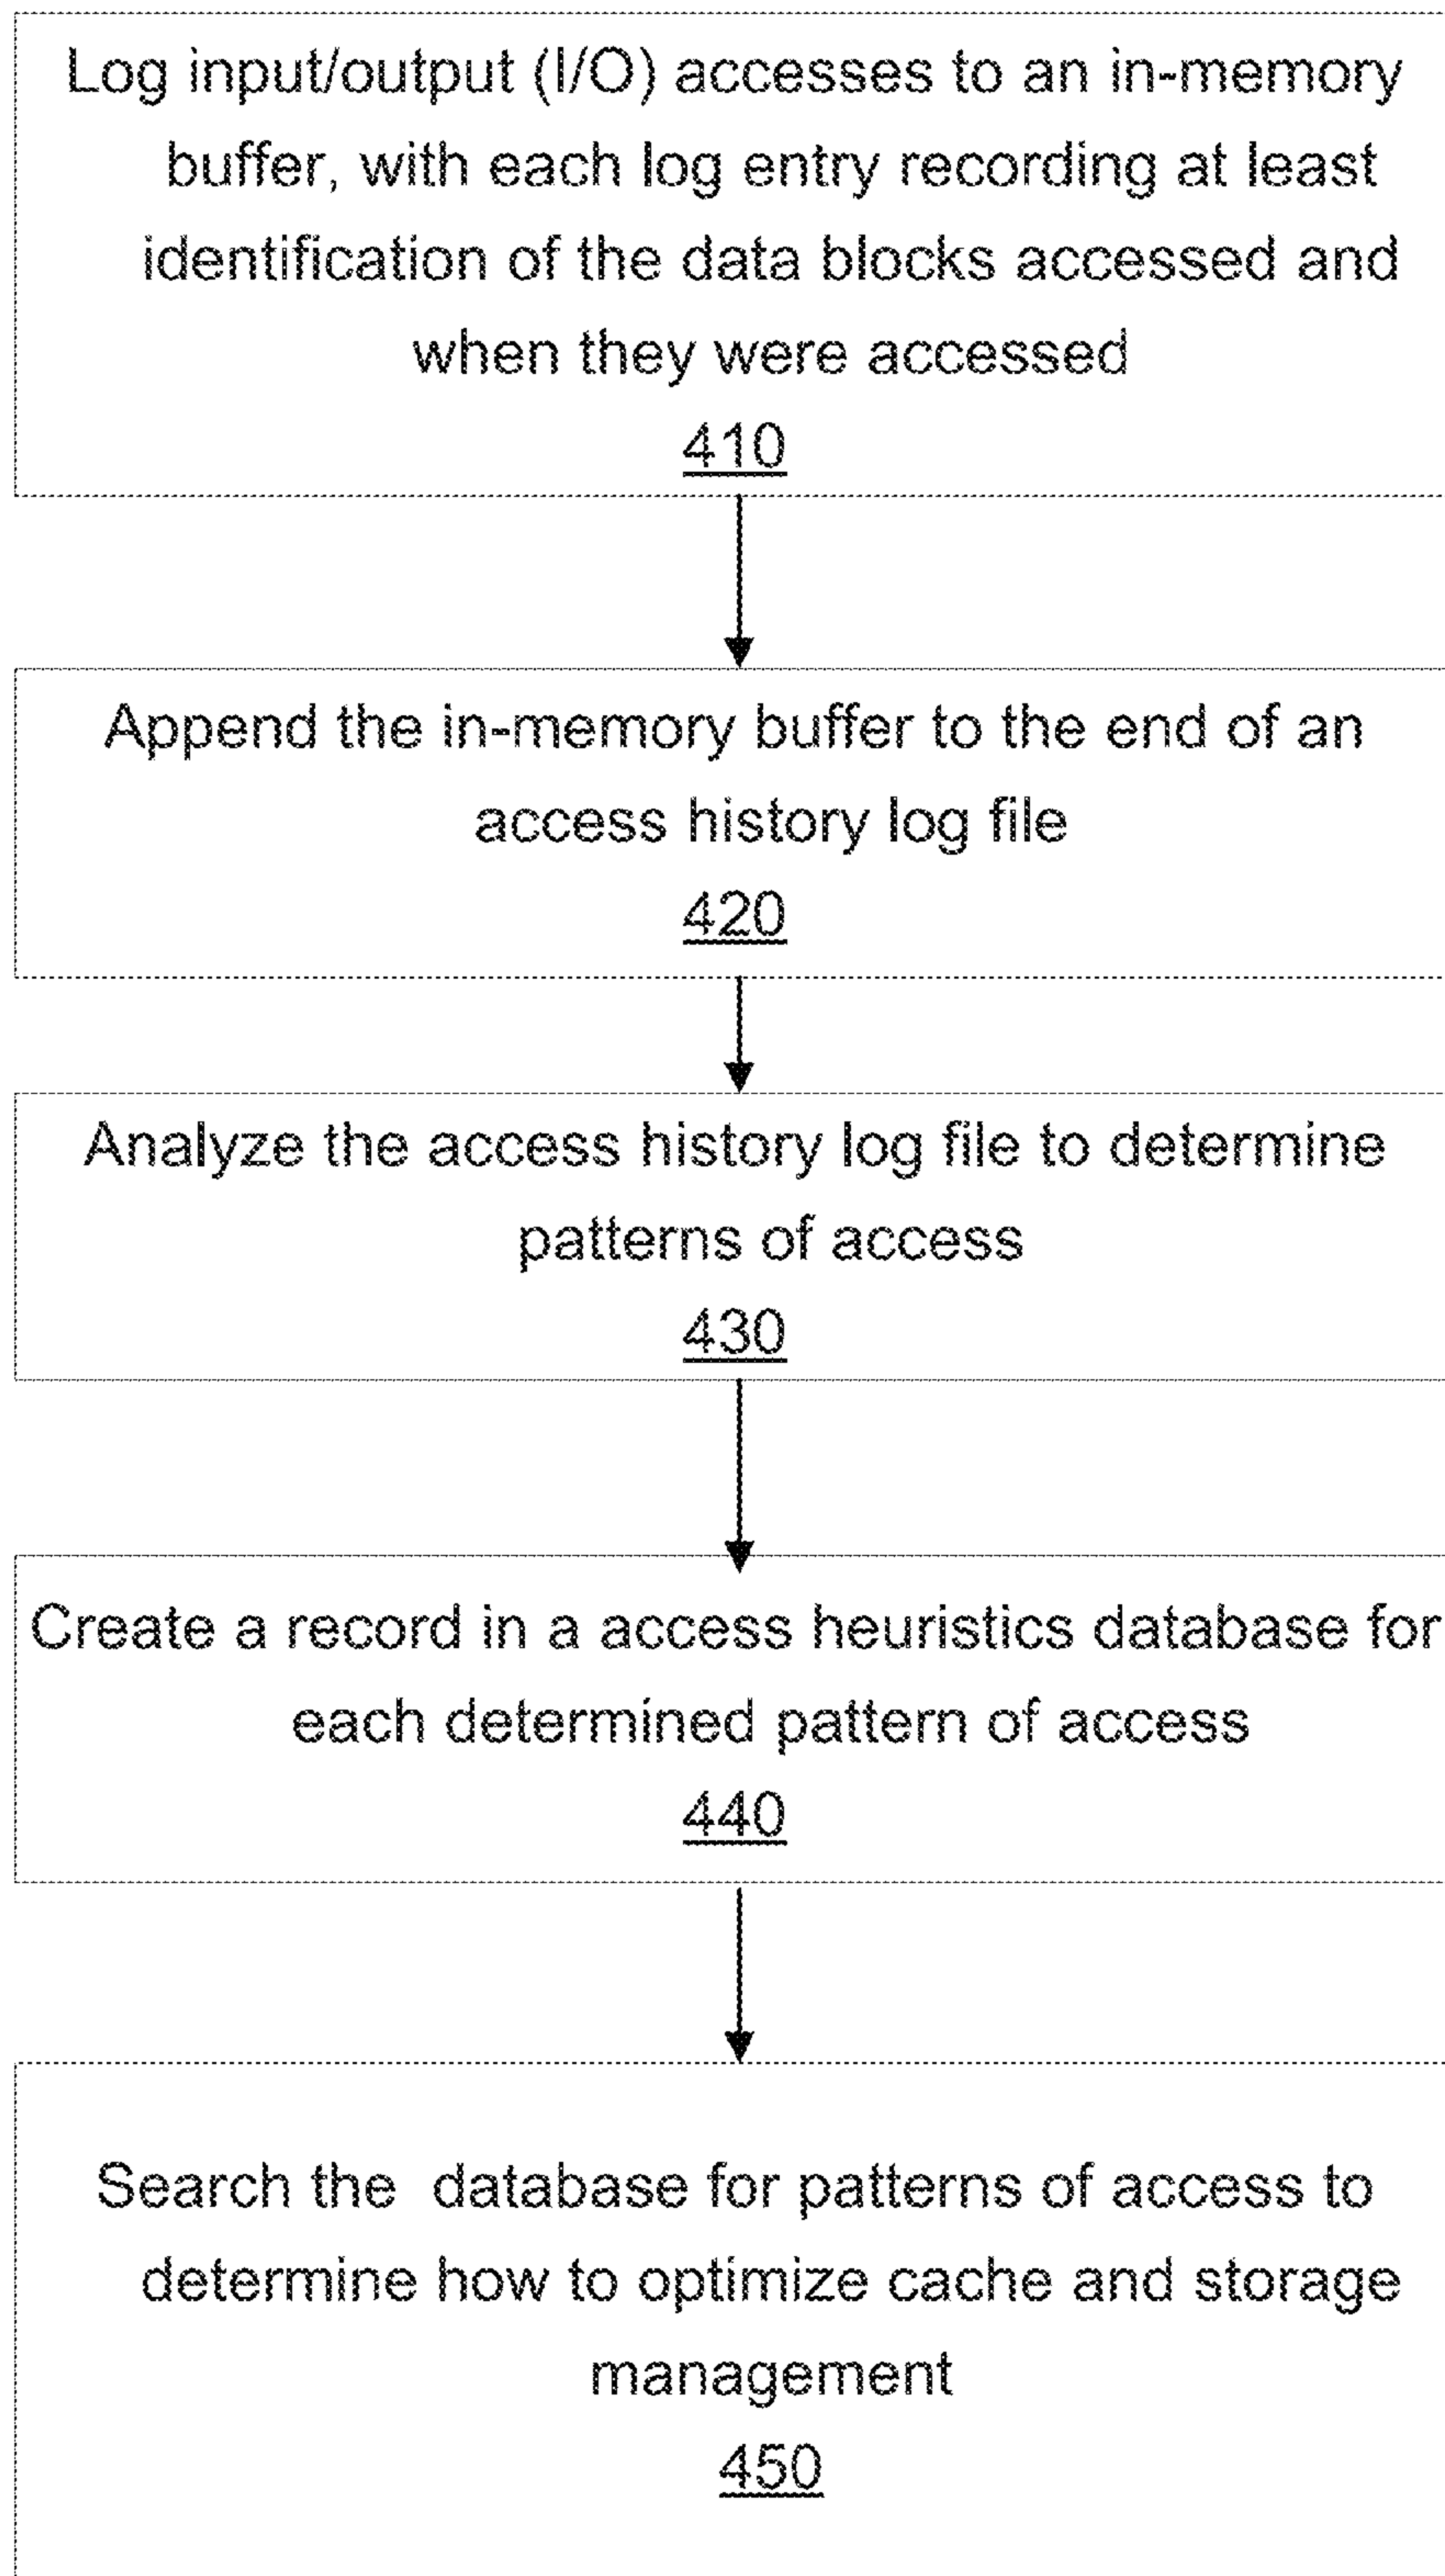 Log input/output (I/O) accesses to an in-memory
buffer, with each log entry recording at least
identification of the data blocks accessed and
when they were accessed
410
Append the in-memory buffer to the end of an
access history log file
420
Analyze the access history log file to determine
patterns of access
430
Create a record in a access heuristics database for
each determined pattern of access
440
Search the  database for patterns of access to
determine how to optimize cache and storage
management
450